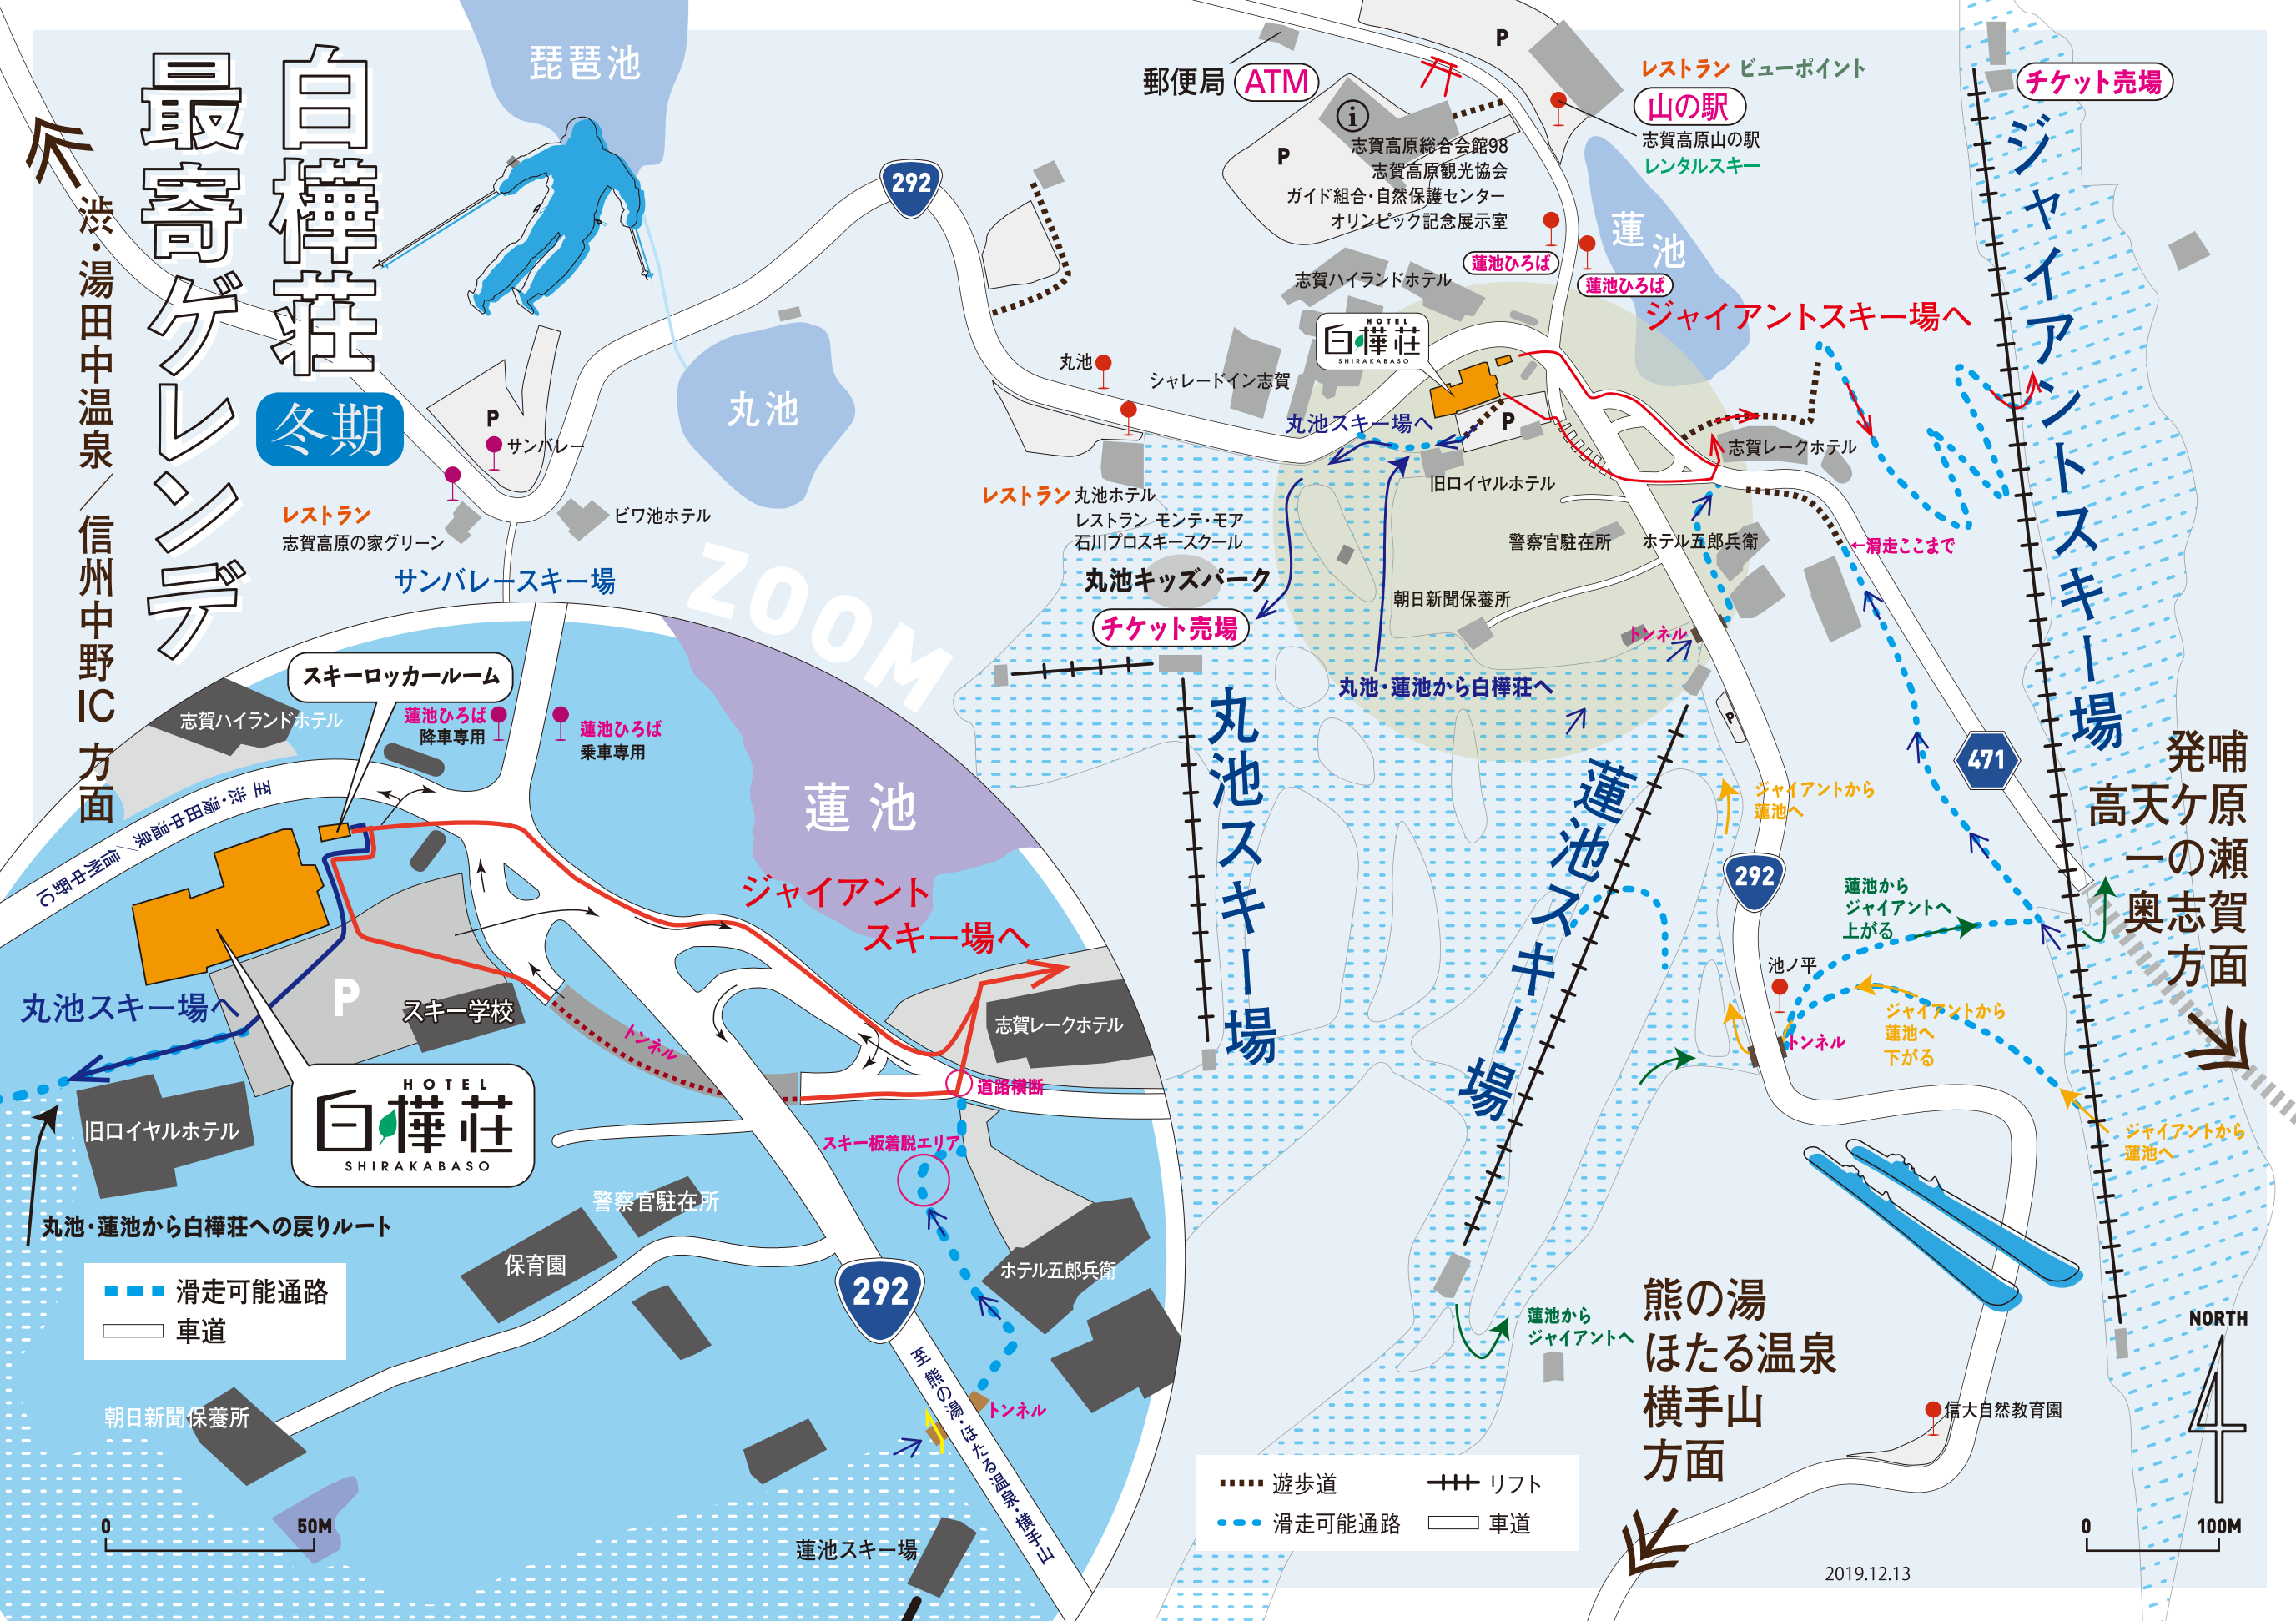 白樺荘
最寄ゲレンデ
冬期
渋・湯田中温泉／信州中野IC 方面
琵琶池
丸池
292
P
サンバレー
レストラン
志賀高原の家グリーン
ビワ池ホテル
サンバレースキー場
ZOOM
郵便局 ATM
P
P
志賀高原総合会館98
志賀高原観光協会
ガイド組合・自然保護センター
オリンピック記念展示室
レストラン ビューポイント
山の駅
志賀高原山の駅
レンタルスキー
チケット売場
ジャイアントスキー場
蓮池
蓮池ひろば
蓮池ひろば
志賀ハイランドホテル
HOTEL
白樺荘
SHIRAKABASO
ジャイアントスキー場へ
丸池
シャレードイン志賀
丸池スキー場へ
P
志賀レークホテル
旧ロイヤルホテル
レストラン 丸池ホテル
レストラン モンテ・モア
石川プロスキースクール
丸池キッズパーク
チケット売場
警察官駐在所
ホテル五郎兵衛
←滑走ここまで
朝日新聞保養所
トンネル
丸池・蓮池から白樺荘へ
P
丸池スキー場
蓮池スキー場
471
発哺
高天ケ原
一の瀬
奥志賀
方面
ジャイアントから
蓮池へ
292
蓮池から
ジャイアントへ
上がる
池ノ平
トンネル
ジャイアントから
蓮池へ
下がる
ジャイアントから
蓮池へ
蓮池から
ジャイアントへ
熊の湯
ほたる温泉
横手山
方面
信大自然教育園
NORTH
0 100M
遊歩道
リフト
滑走可能通路
車道
2019.12.13
スキーロッカールーム
志賀ハイランドホテル
蓮池ひろば
降車専用
蓮池ひろば
乗車専用
至 渋・湯田中温泉／信州中野IC
蓮池
ジャイアント
スキー場へ
丸池スキー場へ
P
スキー学校
トンネル
志賀レークホテル
道路横断
HOTEL
白樺荘
SHIRAKABASO
旧ロイヤルホテル
スキー板着脱エリア
丸池・蓮池から白樺荘への戻りルート
警察官駐在所
保育園
ホテル五郎兵衛
292
滑走可能通路
車道
至 熊の湯・ほたる温泉・横手山
トンネル
朝日新聞保養所
0 50M
蓮池スキー場